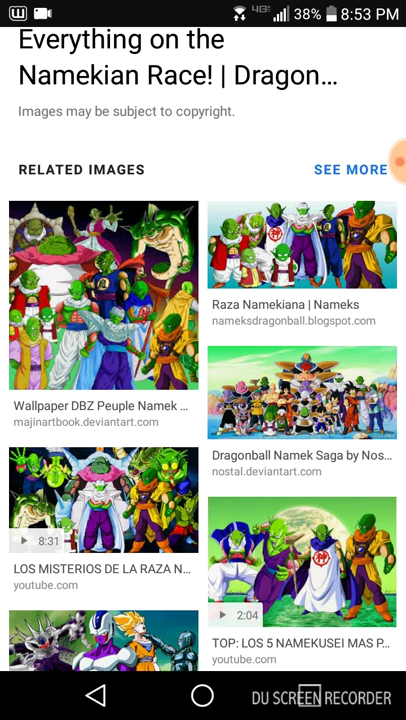 4G
38%
8:53 PM
Everything on the
Namekian Race! | Dragon...
Images may be subject to copyright.
RELATED IMAGES
SEE MORE
Wallpaper DBZ Peuple Namek ...
majinartbook.deviantart.com
Raza Namekiana | Nameks
nameksdragonball.blogspot.com
Dragonball Namek Saga by Nos...
nostal.deviantart.com
8:31
LOS MISTERIOS DE LA RAZA N...
youtube.com
2:04
TOP: LOS 5 NAMEKUSEI MAS P...
youtube.com
DU SCREEN RECORDER